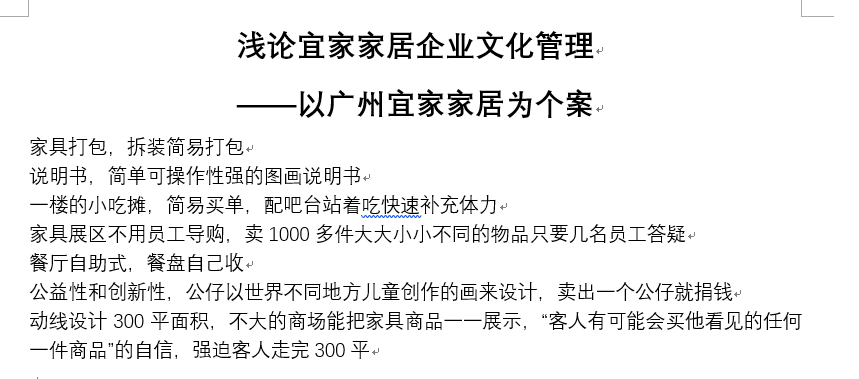 浅论宜家家居企业文化管理
——以广州宜家家居为个案
家具打包，拆装简易打包
说明书，简单可操作性强的图画说明书
一楼的小吃摊，简易买单，配吧台站着吃快速补充体力
家具展区不用员工导购，卖 1000 多件大大小小不同的物品只要几名员工答疑
餐厅自助式，餐盘自己收
公益性和创新性，公仔以世界不同地方儿童创作的画来设计，卖出一个公仔就捐钱
动线设计 300 平面积，不大的商场能把家具商品一一展示，“客人有可能会买他看见的任何
一件商品”的自信，强迫客人走完 300 平